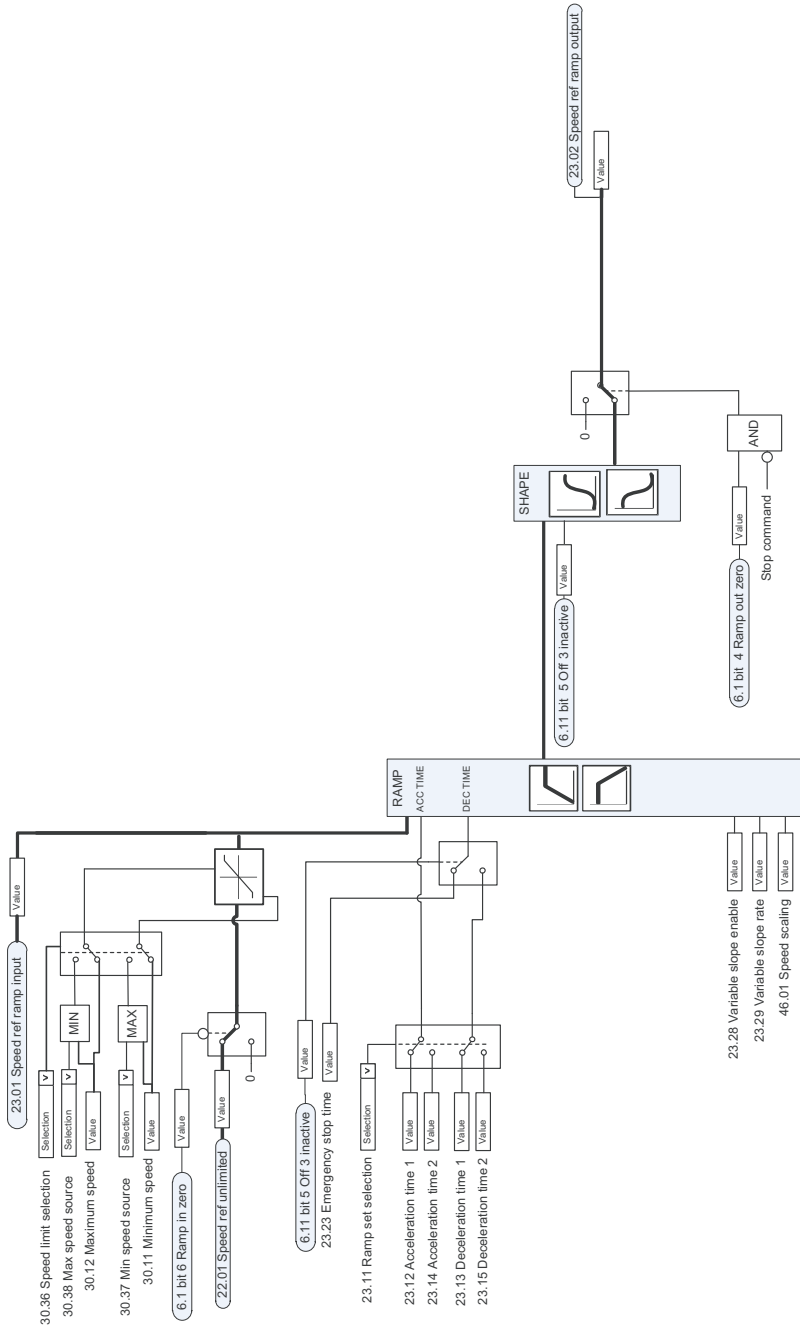 23.01 Speed ref ramp input
Value
30.36 Speed limit selection
Selection
v
30.38 Max speed source
Selection
v
MIN
30.12 Maximum speed
Value
30.37 Min speed source
Selection
v
MAX
30.11 Minimum speed
Value
6.1 bit 6 Ramp in zero
Value
22.01 Speed ref unlimited
Value
0
6.11 bit 5 Off 3 inactive
Value
23.23 Emergency stop time
Value
23.11 Ramp set selection
Selection
v
23.12 Acceleration time 1
Value
23.14 Acceleration time 2
Value
23.13 Deceleration time 1
Value
23.15 Deceleration time 2
Value
RAMP
ACC TIME
DEC TIME
23.28 Variable slope enable
Value
23.29 Variable slope rate
Value
46.01 Speed scaling
Value
SHAPE
6.11 bit 5 Off 3 inactive
Value
0
6.1 bit 4 Ramp out zero
Value
AND
Stop command
23.02 Speed ref ramp output
Value